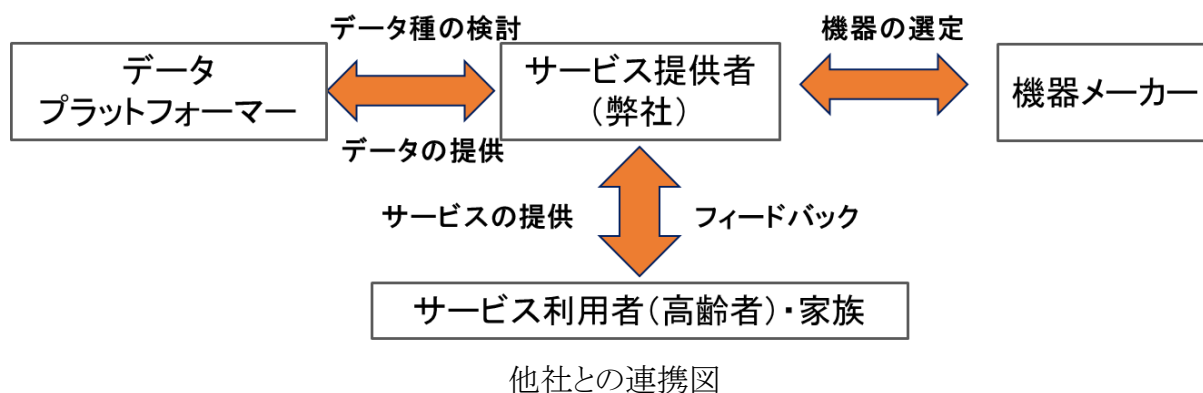 データ種の検討
機器の選定
データ
プラットフォーマー
サービス提供者
(弊社)
機器メーカー
データの提供
サービスの提供
フィードバック
サービス利用者(高齢者)・家族
他社との連携図